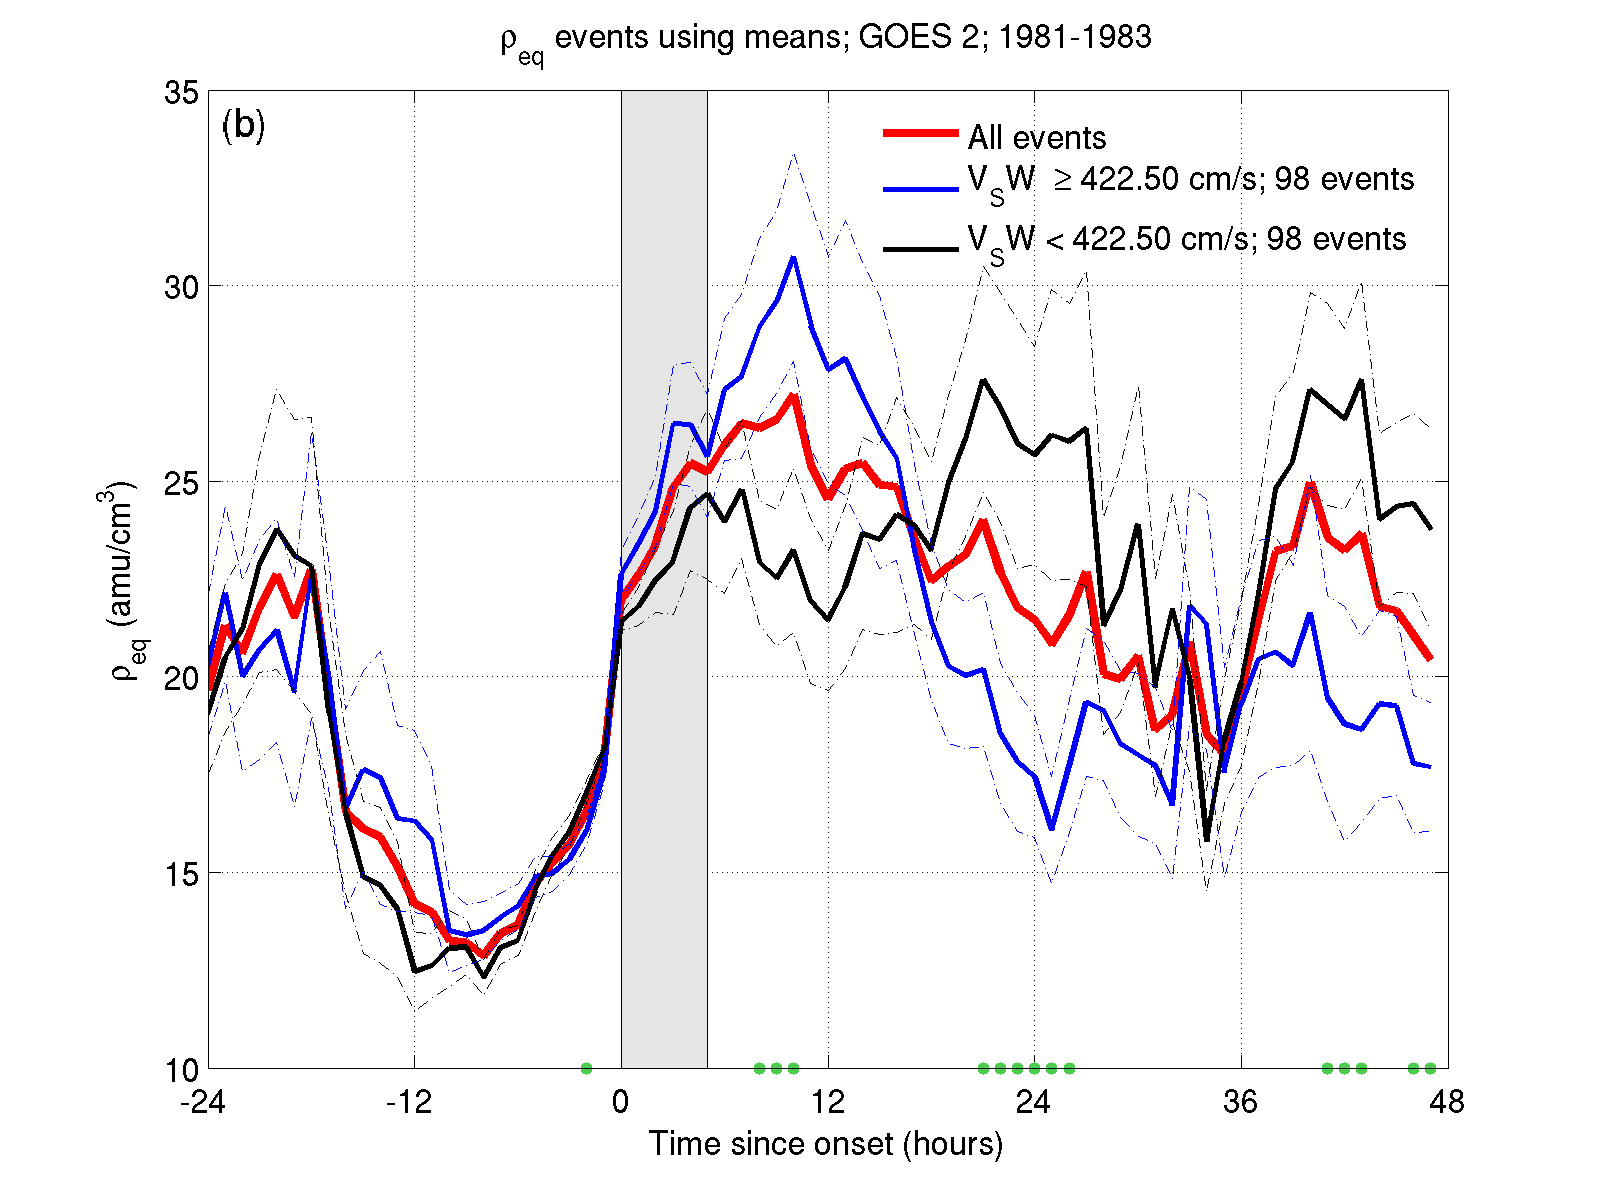 ρeq events using means; GOES 2; 1981-1983
(b)
All events
VSW ≥ 422.50 cm/s; 98 events
VSW < 422.50 cm/s; 98 events
ρeq (amu/cm3)
35
30
25
20
15
10
-24
-12
0
12
24
36
48
Time since onset (hours)